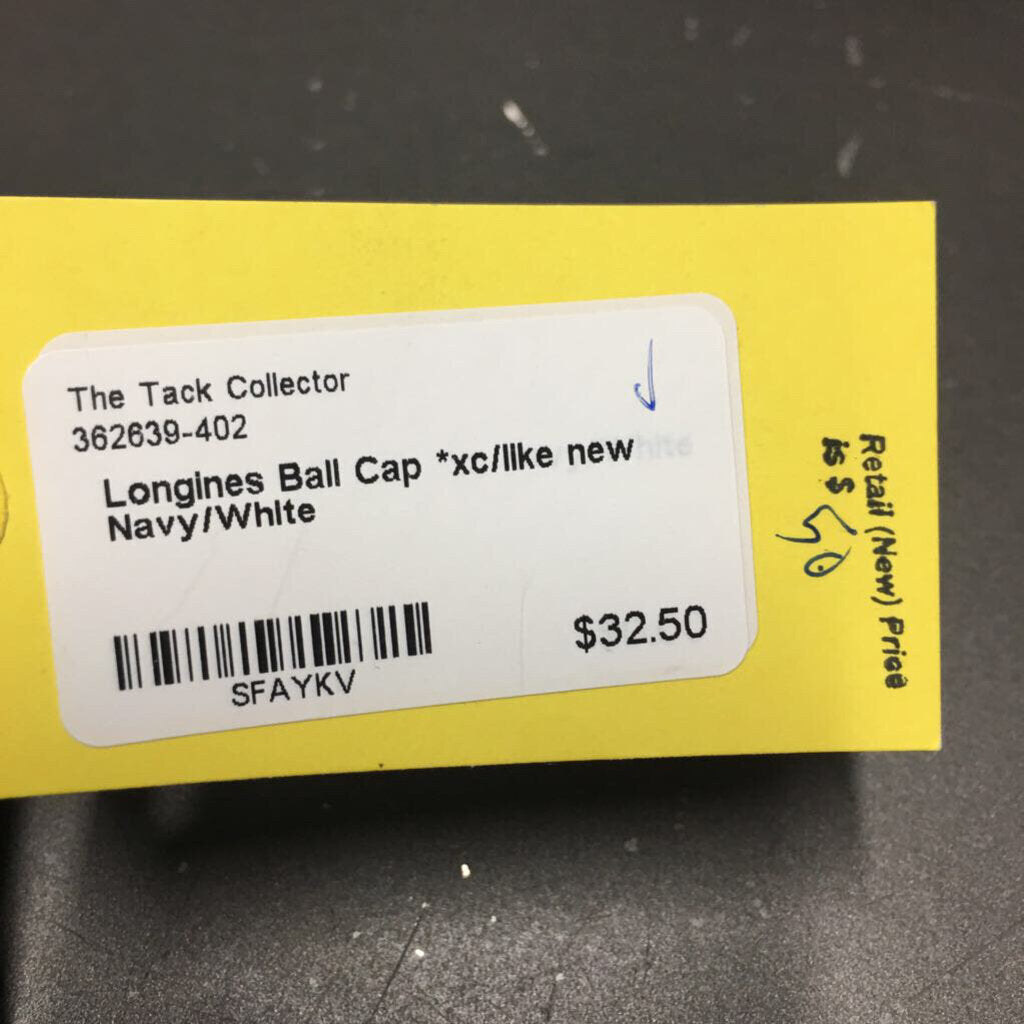 The Tack Collector
362639-402
Longines Ball Cap *xc/like new
Navy/White
SFAYKV
$32.50
Retail (New) Price
is $ 50